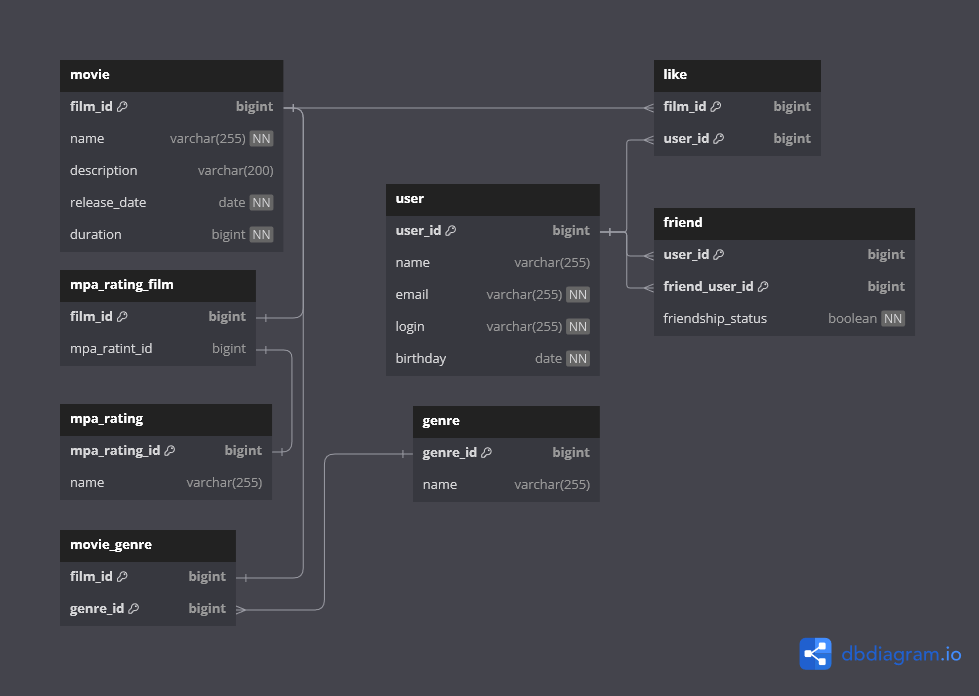 movie
film_id bigint
name varchar(255) NN
description varchar(200)
release_date date NN
duration bigint NN
mpa_rating_film
film_id bigint
mpa_ratint_id bigint
mpa_rating
mpa_rating_id bigint
name varchar(255)
movie_genre
film_id bigint
genre_id bigint
user
user_id bigint
name varchar(255)
email varchar(255) NN
login varchar(255) NN
birthday date NN
genre
genre_id bigint
name varchar(255)
like
film_id bigint
user_id bigint
friend
user_id bigint
friend_user_id bigint
friendship_status boolean NN
dbdiagram.io